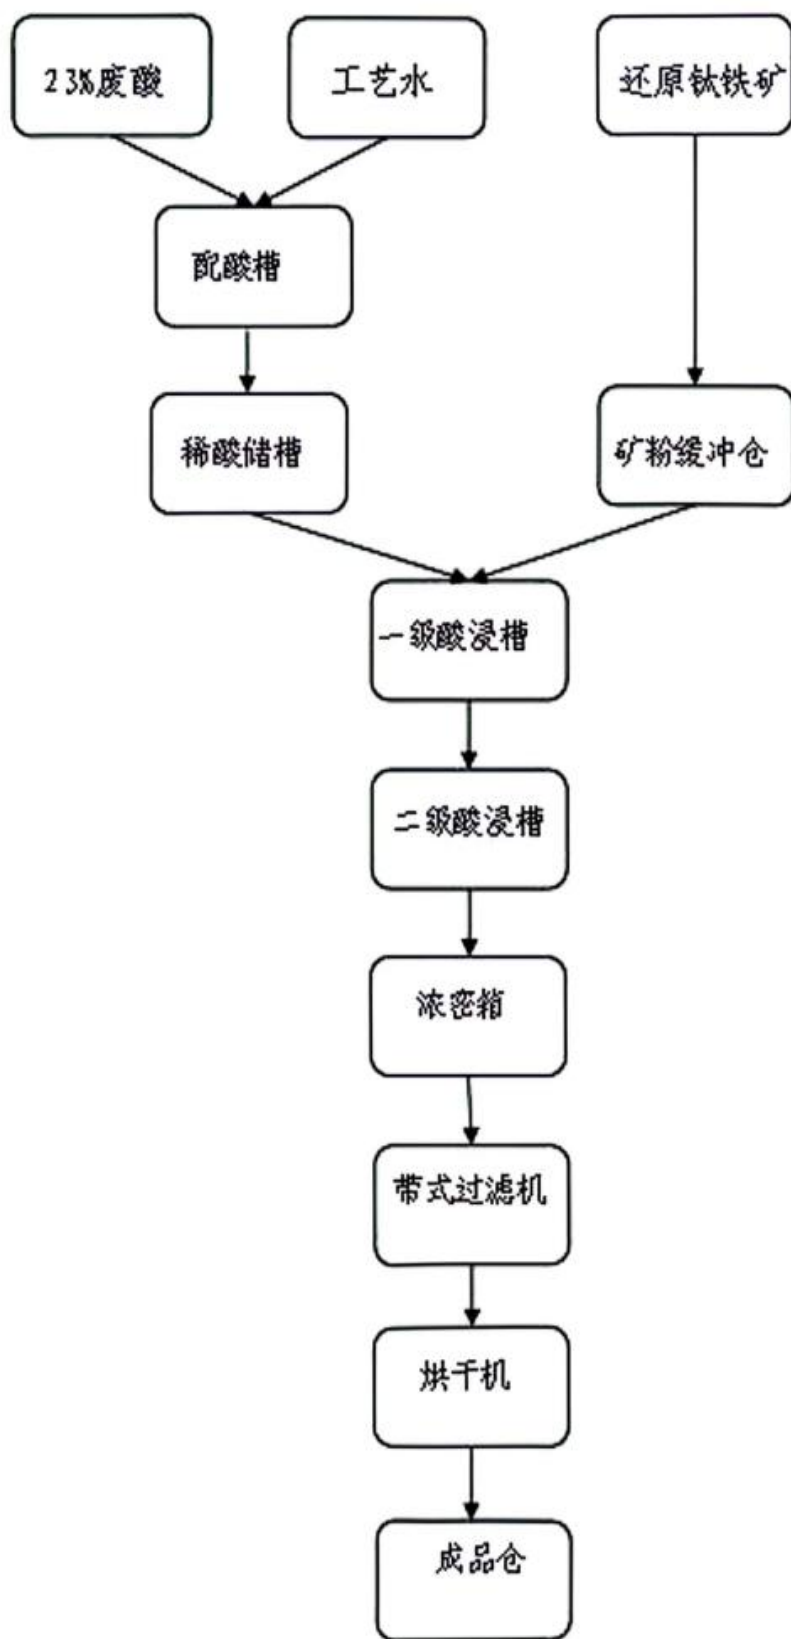 23%废酸
工艺水
还原钛铁矿
配酸槽
稀酸储槽
矿粉缓冲仓
一级酸浸槽
二级酸浸槽
浓密箱
带式过滤机
烘干机
成品仓